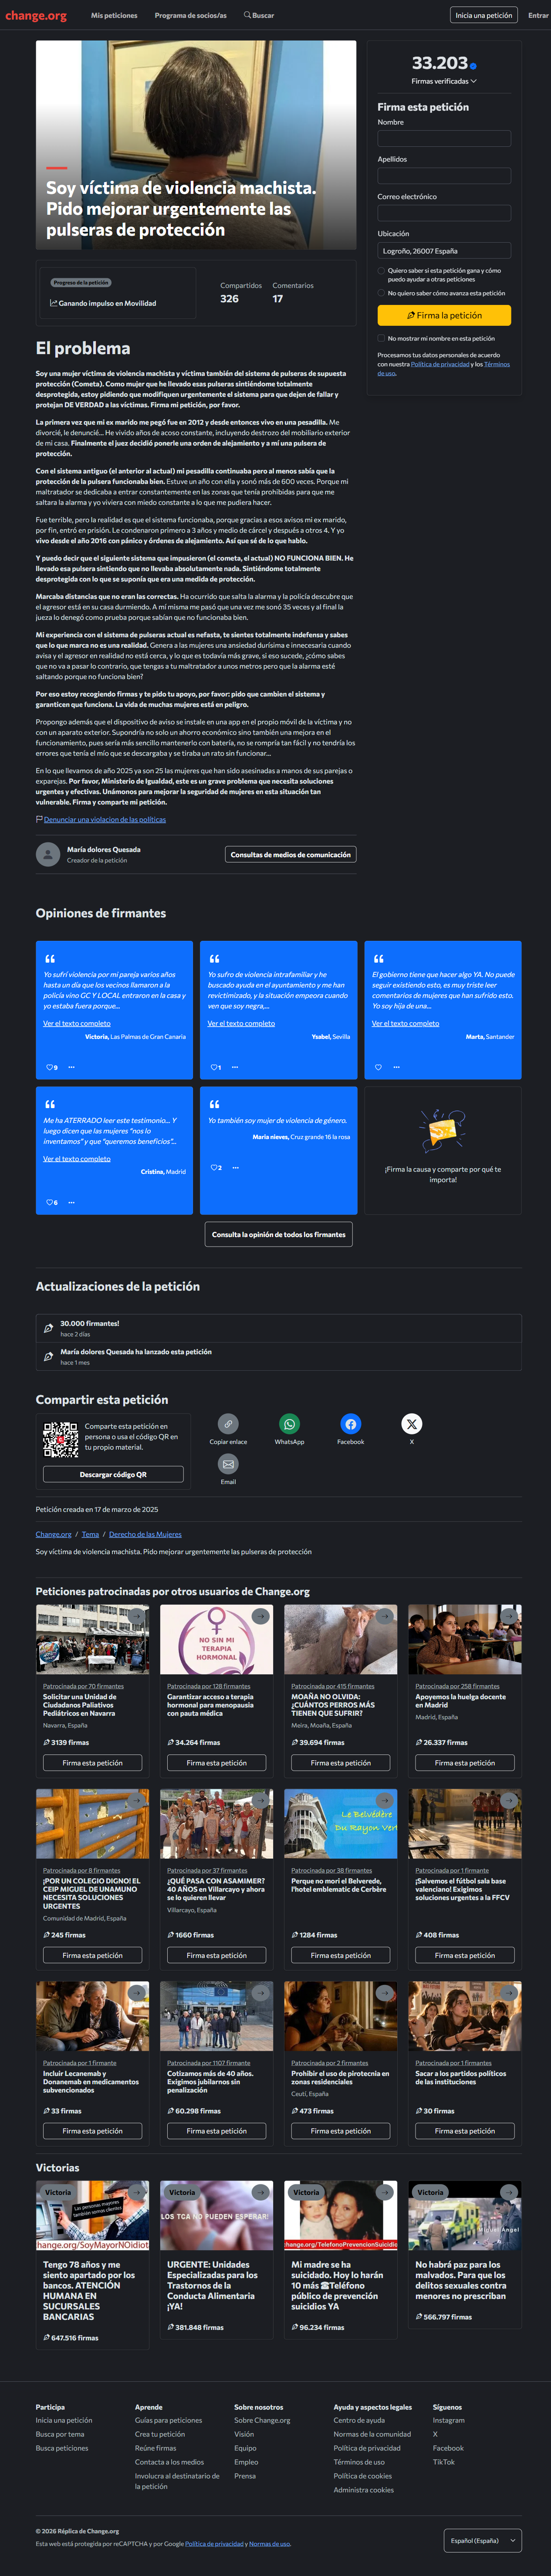 change.org
Mis peticiones
Programa de socios/as
Buscar
Inicia una petición
Entrar
Soy víctima de violencia machista.
Pido mejorar urgentemente las
pulseras de protección
33.203
Firmas verificadas
Firma esta petición
Nombre
Apellidos
Correo electrónico
Ubicación
Logroño, 26007 España
Quiero saber si esta petición gana y cómo
puedo ayudar a otras peticiones
No quiero saber cómo avanza esta petición
Firma la petición
No mostrar mi nombre en esta petición
Procesamos tus datos personales de acuerdo
con nuestra Política de privacidad y los Términos
de uso.
Progreso de la petición
Ganando impulso en Movilidad
Compartidos
326
Comentarios
17
El problema
Soy una mujer víctima de violencia machista y víctima también del sistema de pulseras de supuesta
protección (Cometa). Como mujer que he llevado esas pulseras sintiéndome totalmente
desprotegida, estoy pidiendo que modifiquen urgentemente el sistema para que dejen de fallar y
protejan DE VERDAD a las víctimas. Firma mi petición, por favor.
La primera vez que mi ex marido me pegó fue en 2012 y desde entonces vivo en una pesadilla. Me
divorcié, le denuncié... He vivido años de acoso constante, incluyendo destrozo del mobiliario exterior
de mi casa. Finalmente el juez decidió ponerle una orden de alejamiento y a mí una pulsera de
protección.
Con el sistema antiguo (el anterior al actual) mi pesadilla continuaba pero al menos sabía que la
protección de la pulsera funcionaba bien. Estuve un año con ella y sonó más de 600 veces. Porque mi
maltratador se dedicaba a entrar constantemente en las zonas que tenía prohibidas para que me
saltara la alarma y yo viviera con miedo constante a lo que me pudiera hacer.
Fue terrible, pero la realidad es que el sistema funcionaba, porque gracias a esos avisos mi ex marido,
por fin, entró en prisión. Le condenaron primero a 3 años y medio de cárcel y después a otros 4. Y yo
vivo desde el año 2016 con pánico y órdenes de alejamiento. Así que sé de lo que hablo.
Y puedo decir que el siguiente sistema que impusieron (el cometa, el actual) NO FUNCIONA BIEN. He
llevado esa pulsera sintiendo que no llevaba absolutamente nada. Sintiéndome totalmente
desprotegida con lo que se suponía que era una medida de protección.
Marcaba distancias que no eran las correctas. Ha ocurrido que salta la alarma y la policía descubre que
el agresor está en su casa durmiendo. A mí misma me pasó que una vez me sonó 35 veces y al final la
jueza lo denegó como prueba porque sabían que no funcionaba bien.
Mi experiencia con el sistema de pulseras actual es nefasta, te sientes totalmente indefensa y sabes
que lo que marca no es una realidad. Genera a las mujeres una ansiedad durísima e innecesaria cuando
avisa y el agresor en realidad no está cerca, y lo que es todavía más grave, si eso sucede, ¿cómo sabes
que no va a pasar lo contrario, que tengas a tu maltratador a unos metros pero que la alarma esté
saltando porque no funciona bien?
Por eso estoy recogiendo firmas y te pido tu apoyo, por favor: pido que cambien el sistema y
garanticen que funciona. La vida de muchas mujeres está en peligro.
Propongo además que el dispositivo de aviso se instale en una app en el propio móvil de la víctima y no
con un aparato exterior. Supondría no solo un ahorro económico sino también una mejora en el
funcionamiento, pues sería más sencillo mantenerlo con batería, no se rompría tan fácil y no tendría los
errores que tenía el mío que se descargaba y se tiraba un rato sin funcionar...
En lo que llevamos de año 2025 ya son 25 las mujeres que han sido asesinadas a manos de sus parejas o
exparejas. Por favor, Ministerio de Igualdad, este es un grave problema que necesita soluciones
urgentes y efectivas. Unámonos para mejorar la seguridad de mujeres en esta situación tan
vulnerable. Firma y comparte mi petición.
Denunciar una violacion de las políticas
María dolores Quesada
Creador de la petición
Consultas de medios de comunicación
Opiniones de firmantes
Yo sufrí violencia por mi pareja varios años
hasta un día que los vecinos llamaron a la
policía vino GC Y LOCAL entraron en la casa y
yo estaba fuera porque...
Ver el texto completo
Victoria, Las Palmas de Gran Canaria
9
Yo sufro de violencia intrafamiliar y he
buscado ayuda en el ayuntamiento y me han
revictimizado, y la situación empeora cuando
ven que soy negra,...
Ver el texto completo
Ysabel, Sevilla
1
El gobierno tiene que hacer algo YA. No puede
seguir existiendo esto, es muy triste leer
comentarios de mujeres que han sufrido esto.
Yo soy hija de una...
Ver el texto completo
Marta, Santander
Me ha ATERRADO leer este testimonio... Y
luego dicen que las mujeres "nos lo
inventamos" y que "queremos beneficios"...
Ver el texto completo
Cristina, Madrid
6
Yo también soy mujer de violencia de género.
Maria nieves, Cruz grande 16 la rosa
2
¡Firma la causa y comparte por qué te
importa!
Consulta la opinión de todos los firmantes
Actualizaciones de la petición
30.000 firmantes!
hace 2 días
María dolores Quesada ha lanzado esta petición
hace 1 mes
Compartir esta petición
Comparte esta petición en
persona o usa el código QR en
tu propio material.
Descargar código QR
Copiar enlace
WhatsApp
Facebook
X
Email
Petición creada en 17 de marzo de 2025
Change.org / Tema / Derecho de las Mujeres
Soy víctima de violencia machista. Pido mejorar urgentemente las pulseras de protección
Peticiones patrocinadas por otros usuarios de Change.org
Patrocinada por 70 firmantes
Solicitar una Unidad de
Ciudadanos Paliativos
Pediátricos en Navarra
Navarra, España
3139 firmas
Firma esta petición
NO SIN MI
TERAPIA
HORMONAL
Patrocinada por 128 firmantes
Garantizar acceso a terapia
hormonal para menopausia
con pauta médica
34.264 firmas
Firma esta petición
Patrocinada por 415 firmantes
MOAÑA NO OLVIDA:
¿CUÁNTOS PERROS MÁS
TIENEN QUE SUFRIR?
Meira, Moaña, España
39.694 firmas
Firma esta petición
Patrocinada por 258 firmantes
Apoyemos la huelga docente
en Madrid
Madrid, España
26.337 firmas
Firma esta petición
Patrocinada por 8 firmantes
¡POR UN COLEGIO DIGNO! EL
CEIP MIGUEL DE UNAMUNO
NECESITA SOLUCIONES
URGENTES
Comunidad de Madrid, España
245 firmas
Firma esta petición
Patrocinada por 37 firmantes
¿QUÉ PASA CON ASAMIMER?
40 AÑOS en Villarcayo y ahora
se lo quieren llevar
Villarcayo, España
1660 firmas
Firma esta petición
Le Belvédère
Du Rayon Vert
Patrocinada por 38 firmantes
Perque no mori el Belverede,
l'hotel emblematic de Cerbère
1284 firmas
Firma esta petición
Patrocinada por 1 firmante
¡Salvemos el fútbol sala base
valenciano! Exigimos
soluciones urgentes a la FFCV
408 firmas
Firma esta petición
Patrocinada por 1 firmante
Incluir Lecanemab y
Donanemab en medicamentos
subvencionados
33 firmas
Firma esta petición
Patrocinada por 1107 firmante
Cotizamos más de 40 años.
Exigimos jubilarnos sin
penalización
60.298 firmas
Firma esta petición
Patrocinada por 2 firmantes
Prohibir el uso de pirotecnia en
zonas residenciales
Ceutí, España
473 firmas
Firma esta petición
Patrocinada por 1 firmantes
Sacar a los partidos políticos
de las instituciones
30 firmas
Firma esta petición
Victorias
Victoria
Las personas mayores
también somos clientes
hange.org/SoyMayorNOidiot
Tengo 78 años y me
siento apartado por los
bancos. ATENCIÓN
HUMANA EN
SUCURSALES
BANCARIAS
647.516 firmas
Victoria
LOS TCA NO PUEDEN ESPERAR!
URGENTE: Unidades
Especializadas para los
Trastornos de la
Conducta Alimentaria
¡YA!
381.848 firmas
Victoria
hange.org/TelefonoPrevencionSuicidio
Mi madre se ha
suicidado. Hoy lo harán
10 más ☎Teléfono
público de prevención
suicidios YA
96.234 firmas
Victoria
Miguel Ángel
No habrá paz para los
malvados. Para que los
delitos sexuales contra
menores no prescriban
566.797 firmas
Participa
Inicia una petición
Busca por tema
Busca peticiones
Aprende
Guías para peticiones
Crea tu petición
Reúne firmas
Contacta a los medios
Involucra al destinatario de
la petición
Sobre nosotros
Sobre Change.org
Visión
Equipo
Empleo
Prensa
Ayuda y aspectos legales
Centro de ayuda
Normas de la comunidad
Política de privacidad
Términos de uso
Política de cookies
Administra cookies
Síguenos
Instagram
X
Facebook
TikTok
© 2026 Réplica de Change.org
Esta web está protegida por reCAPTCHA y por Google Política de privacidad y Normas de uso.
Español (España)